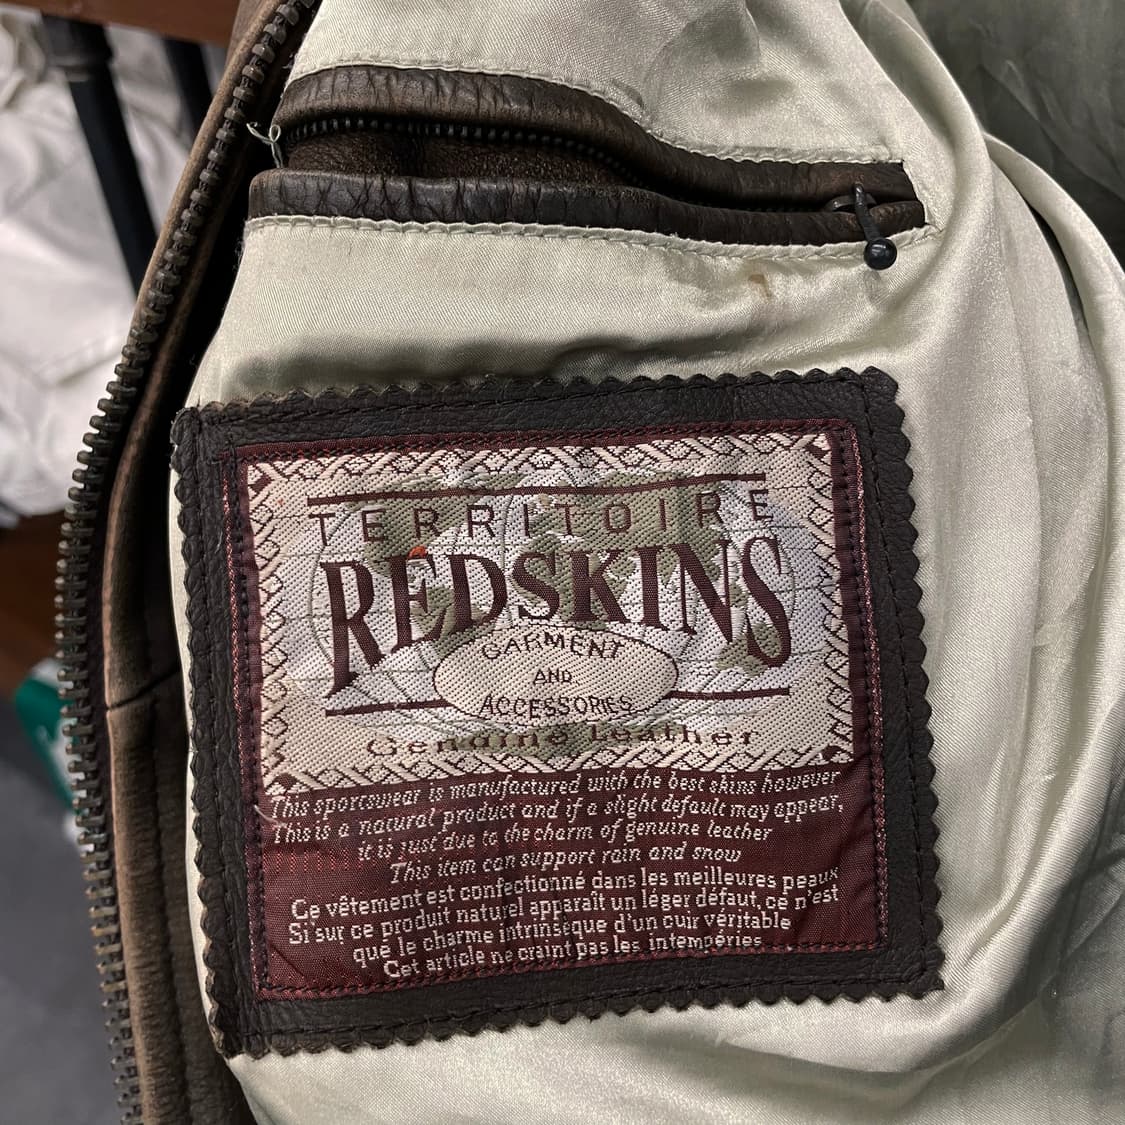 TERRITOIRE
REDSKINS
GARMENT
AND
ACCESSORIES
Genuine Leather
This sportswear is manufactured with the best skins however
This is a natural product and if a slight default may appear,
it is just due to the charm of genuine leather
This item can support rain and snow
Ce vêtement est confectionné dans les meilleures peaux
Si sur ce produit naturel apparaît un léger défaut, ce n'est
que le charme intrinsèque d'un cuir véritable
Cet article ne craint pas les intempéries